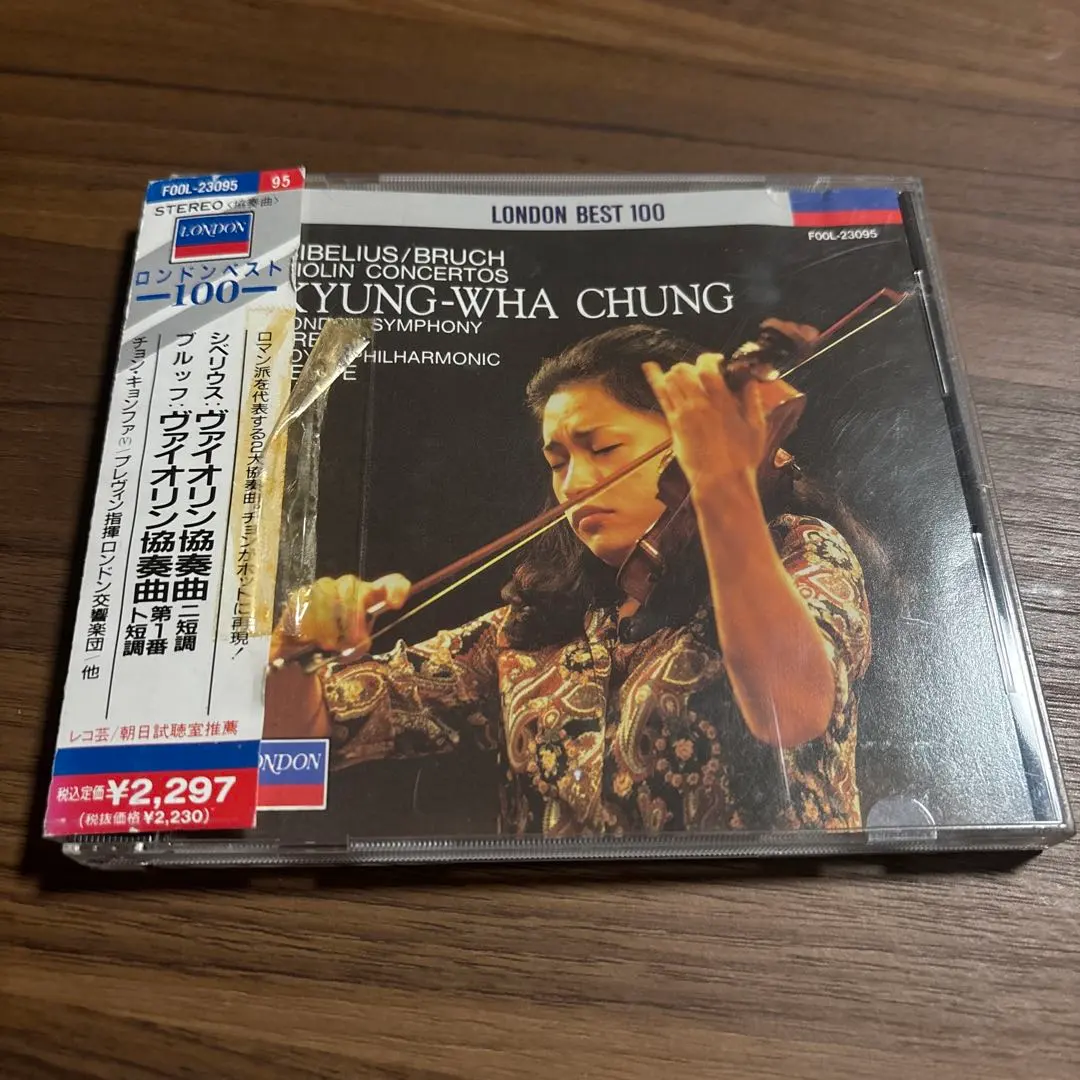 F00L-23095 95
STEREO〈協奏曲〉
LONDON
ロンドンベスト
100
ロマン派を代表する2大協奏曲。チョンがホットに再現!
シベリウス:ヴァイオリン協奏曲 ニ短調
ブルッフ:ヴァイオリン協奏曲 第1番 ト短調
チョン・キョンファ(V)/プレヴィン指揮ロンドン交響楽団/他
レコ芸/朝日試聴室推薦
税込定価¥2,297
(税抜価格¥2,230)
LONDON BEST 100
F00L-23095
IBELIUS/BRUCH
IOLIN CONCERTOS
KYUNG-WHA CHUNG
SYMPHONY
PHILHARMONIC
ONDON